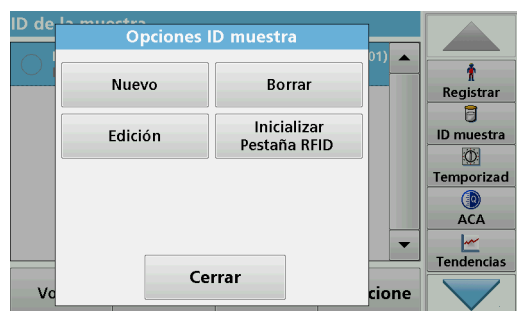 ID de la muestra
Opciones ID muestra
01)
Nuevo
Borrar
Edición
Inicializar
Pestaña RFID
Cerrar
Vo
cione
Registrar
ID muestra
Temporizad
ACA
Tendencias